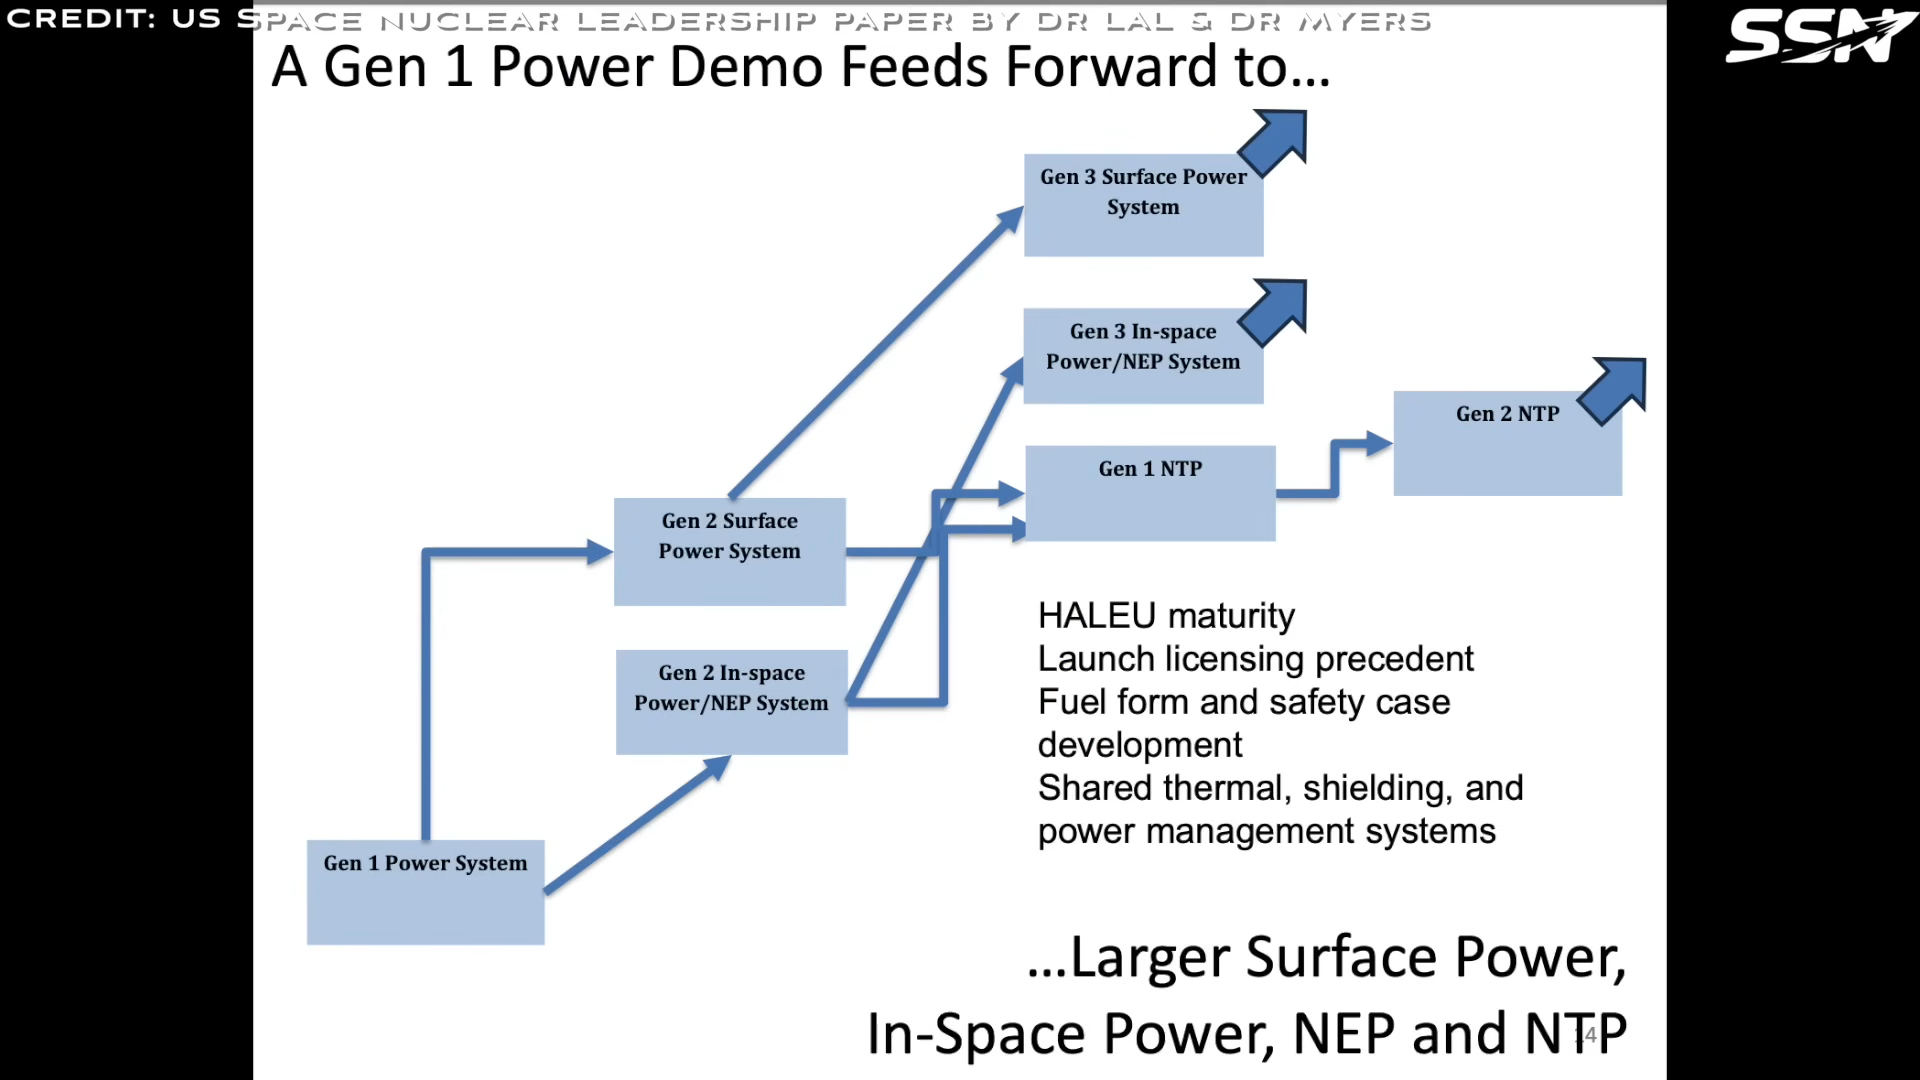 CREDIT: US SPACE NUCLEAR LEADERSHIP PAPER BY DR LAL & DR MYERS
SSN
A Gen 1 Power Demo Feeds Forward to...
Gen 3 Surface Power
System
Gen 3 In-space
Power/NEP System
Gen 2 NTP
Gen 1 NTP
Gen 2 Surface
Power System
Gen 2 In-space
Power/NEP System
Gen 1 Power System
HALEU maturity
Launch licensing precedent
Fuel form and safety case
development
Shared thermal, shielding, and
power management systems
...Larger Surface Power,
In-Space Power, NEP and NTP
14